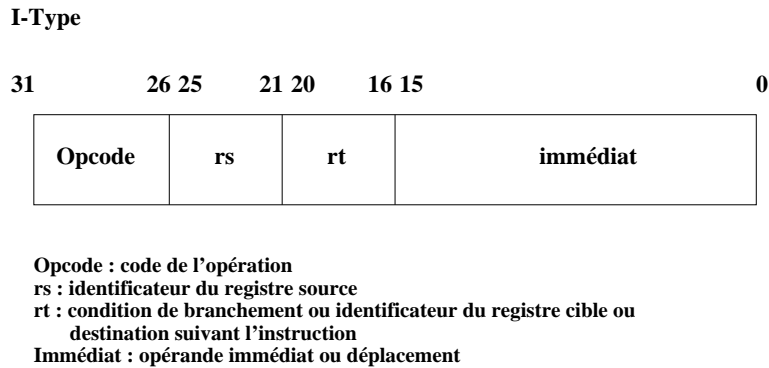 I-Type
31 26 25 21 20 16 15 0
Opcode rs rt immédiat
Opcode : code de l'opération
rs : identificateur du registre source
rt : condition de branchement ou identificateur du registre cible ou
destination suivant l'instruction
Immédiat : opérande immédiat ou déplacement